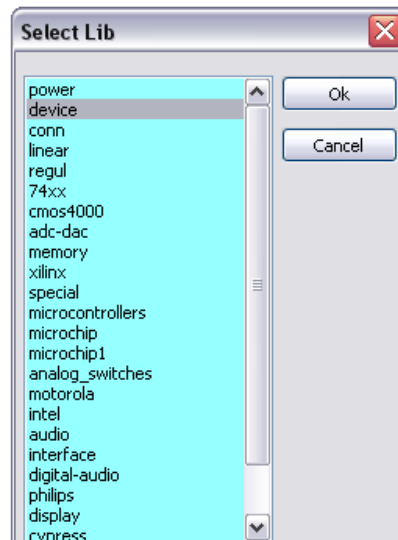 Select Lib
power
device
conn
linear
regul
74xx
cmos4000
adc-dac
memory
xilinx
special
microcontrollers
microchip
microchip1
analog_switches
motorola
intel
audio
interface
digital-audio
philips
display
cypress
Ok
Cancel